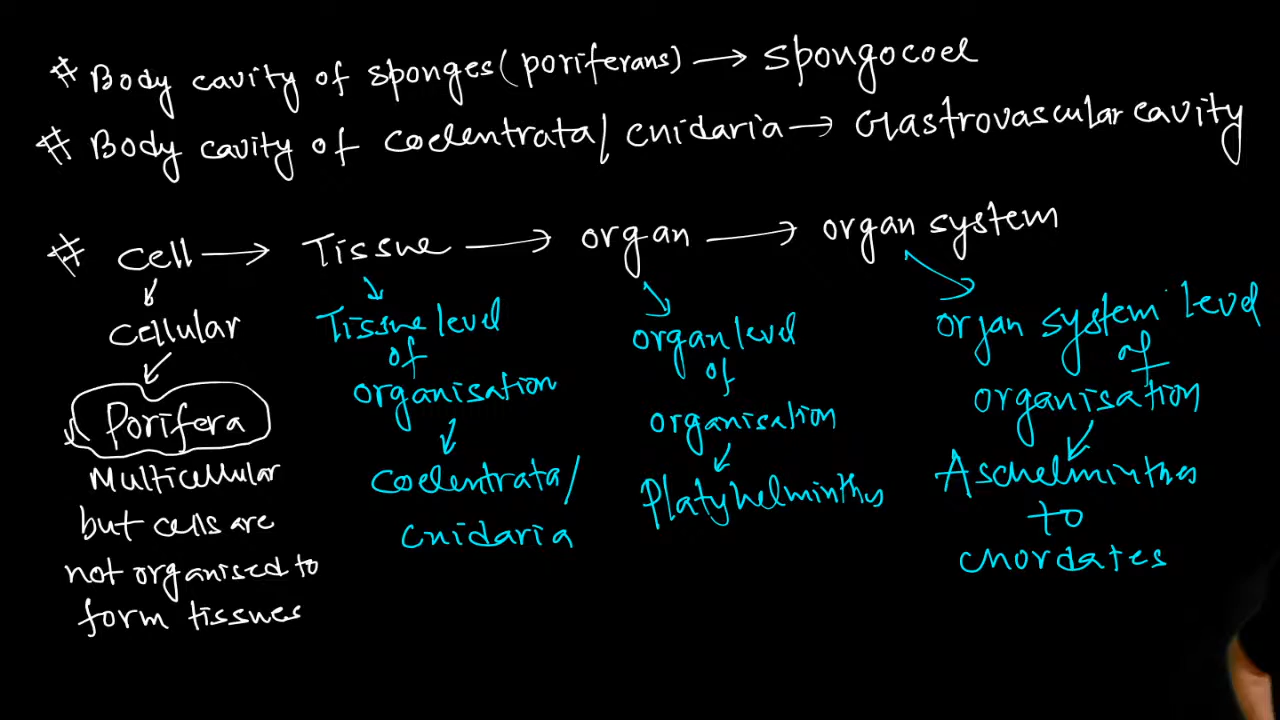 # Body cavity of sponges (poriferans) → spongocoel
# Body cavity of coelentrata/ cnidaria → Gastrovascular cavity
# Cell → Tissue → organ → organ system
Cellular
Porifera
Multicellular
but cells are
not organised to
form tissues
Tissue level
of
organisation
Coelentrata/
cnidaria
organ level
of
organisation
Platyhelminthes
organ system level
of
organisation
Aschelminthes
to
chordates